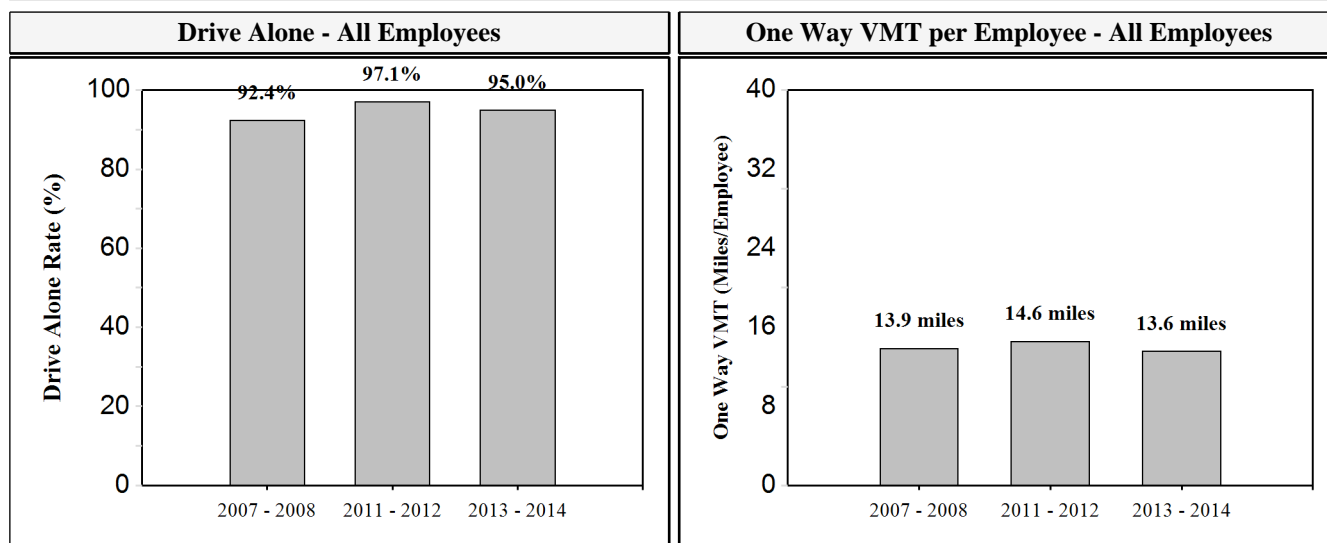 Drive Alone - All Employees
97.1%
95.0%
92.4%
100
80
60
40
20
0
Drive Alone Rate (%)
2007 - 2008
2011 - 2012
2013 - 2014
One Way VMT per Employee - All Employees
40
32
24
16
8
0
One Way VMT (Miles/Employee)
13.9 miles
14.6 miles
13.6 miles
2007 - 2008
2011 - 2012
2013 - 2014